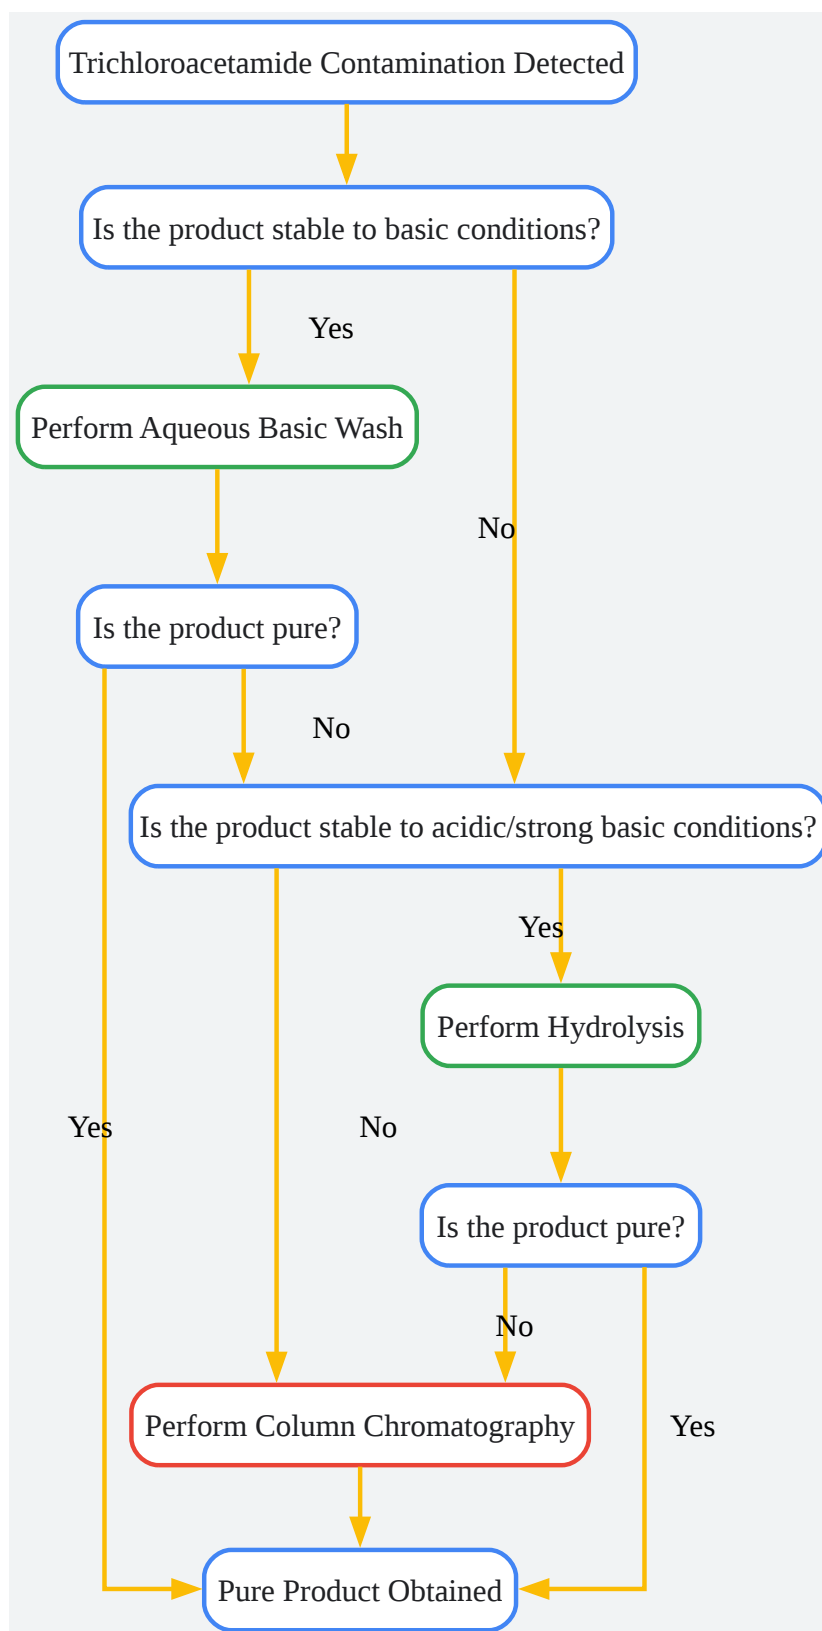 Trichloroacetamide Contamination Detected
Is the product stable to basic conditions?
Yes
Perform Aqueous Basic Wash
No
Is the product pure?
No
Is the product stable to acidic/strong basic conditions?
Yes
Perform Hydrolysis
Yes
No
Is the product pure?
No
Perform Column Chromatography
Yes
Pure Product Obtained